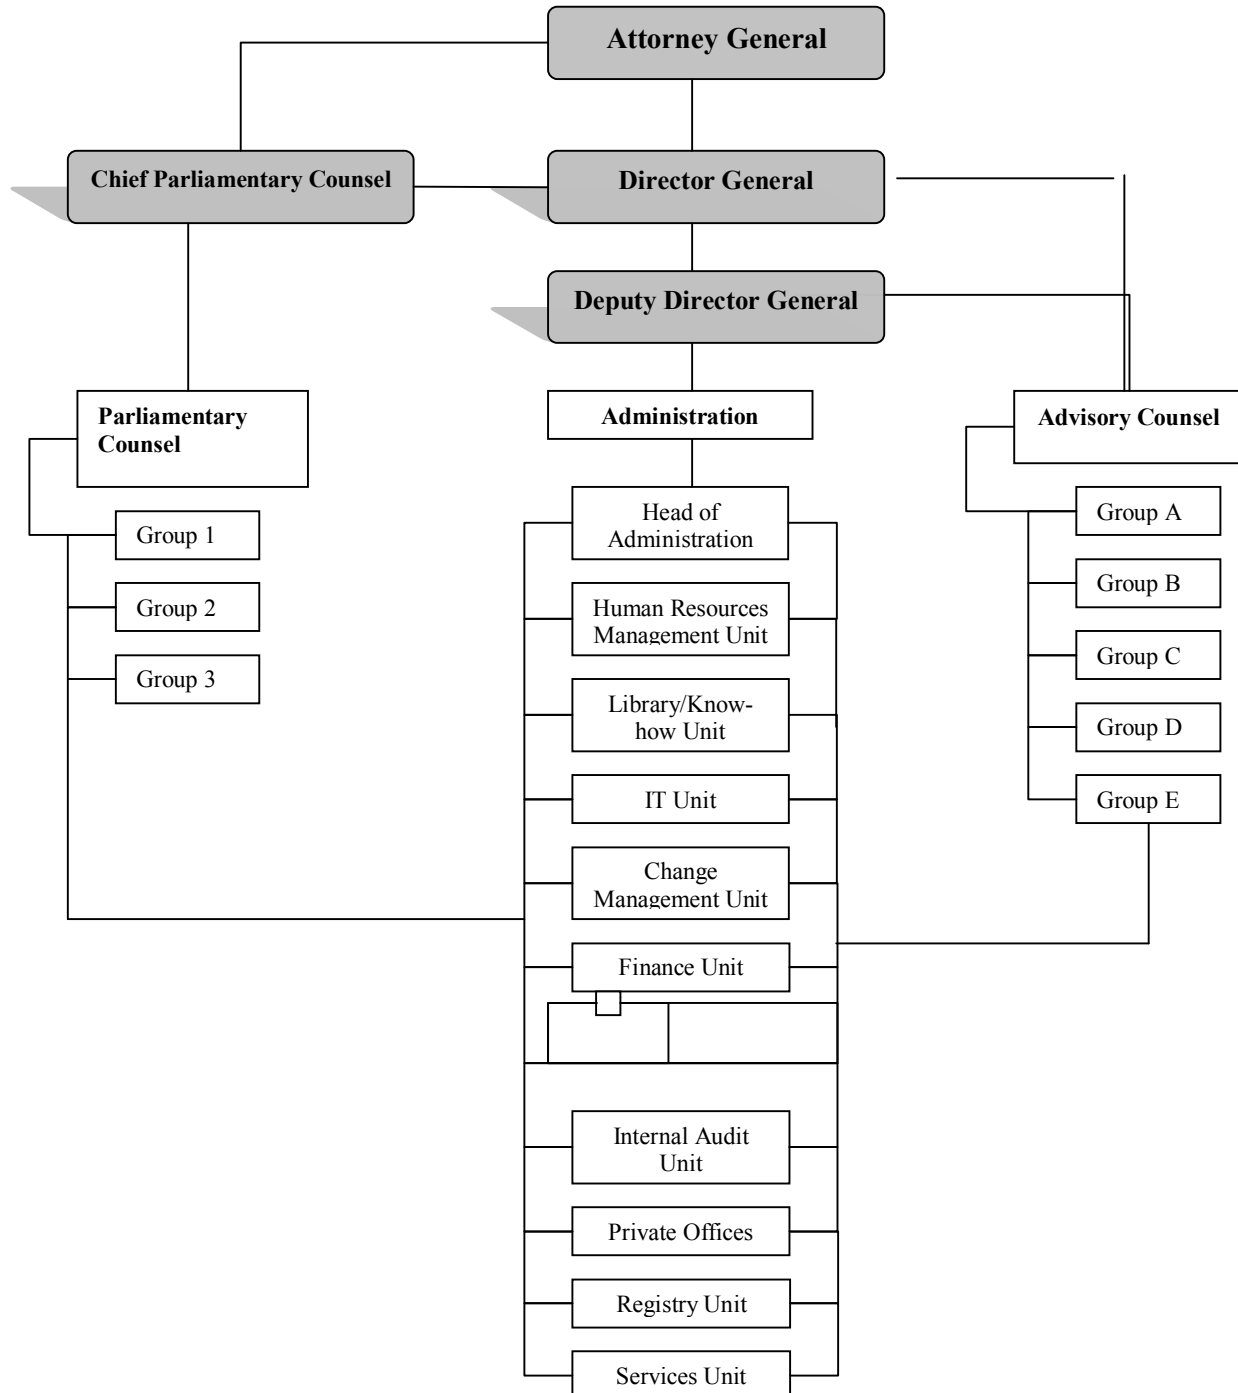 Attorney General
Chief Parliamentary Counsel
Director General
Deputy Director General
Parliamentary
Counsel
Administration
Advisory Counsel
Group 1
Group 2
Group 3
Head of
Administration
Human Resources
Management Unit
Library/Know-
how Unit
IT Unit
Change
Management Unit
Finance Unit
Internal Audit
Unit
Private Offices
Registry Unit
Services Unit
Group A
Group B
Group C
Group D
Group E